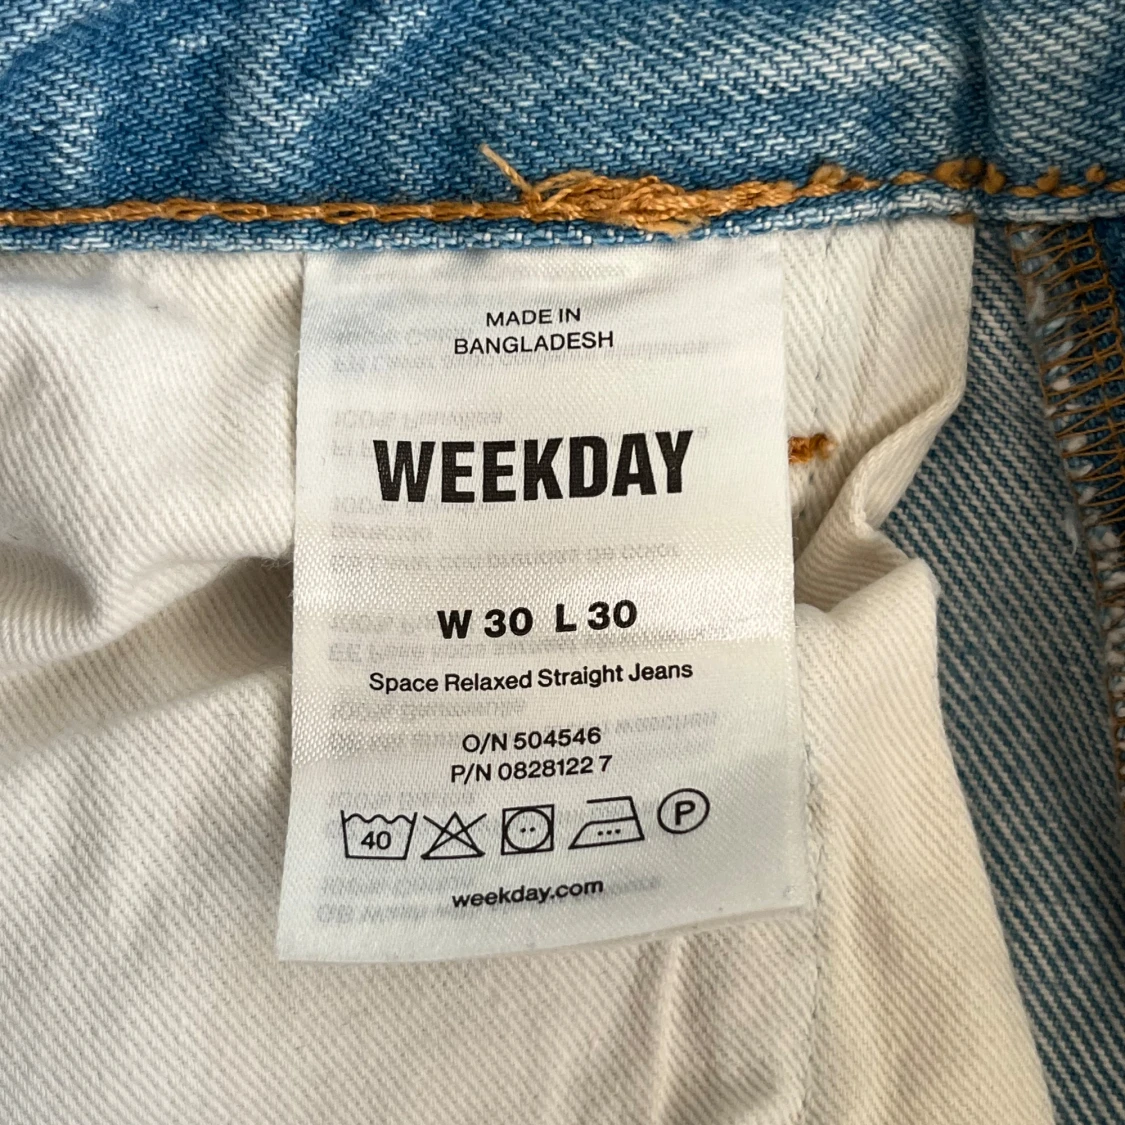 MADE IN
BANGLADESH
WEEKDAY
W 30 L 30
Space Relaxed Straight Jeans
O/N 504546
P/N 0828122 7
40
P
weekday.com